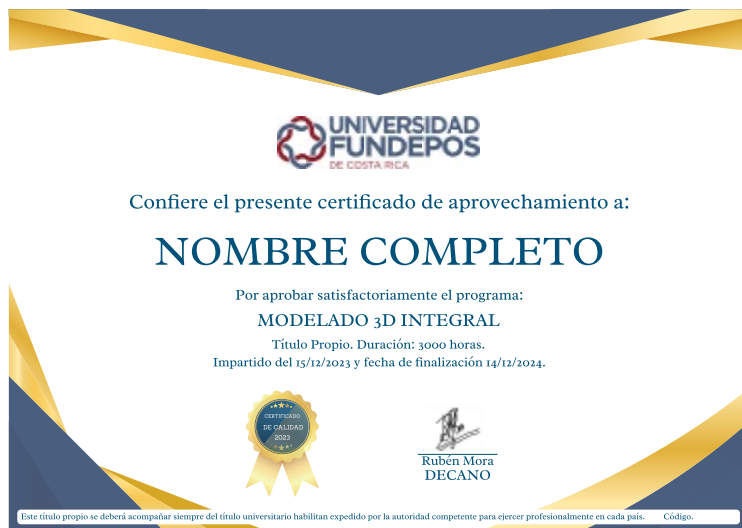 UNIVERSIDAD
FUNDEPOS
DE COSTA RICA
Confiere el presente certificado de aprovechamiento a:
NOMBRE COMPLETO
Por aprobar satisfactoriamente el programa:
MODELADO 3D INTEGRAL
Título Propio. Duración: 3000 horas.
Impartido del 15/12/2023 y fecha de finalización 14/12/2024.
CERTIFICADO
DE CALIDAD
2023
Rubén Mora
DECANO
Este título propio se deberá acompañar siempre del título universitario habilitan expedido por la autoridad competente para ejercer profesionalmente en cada país. Código.